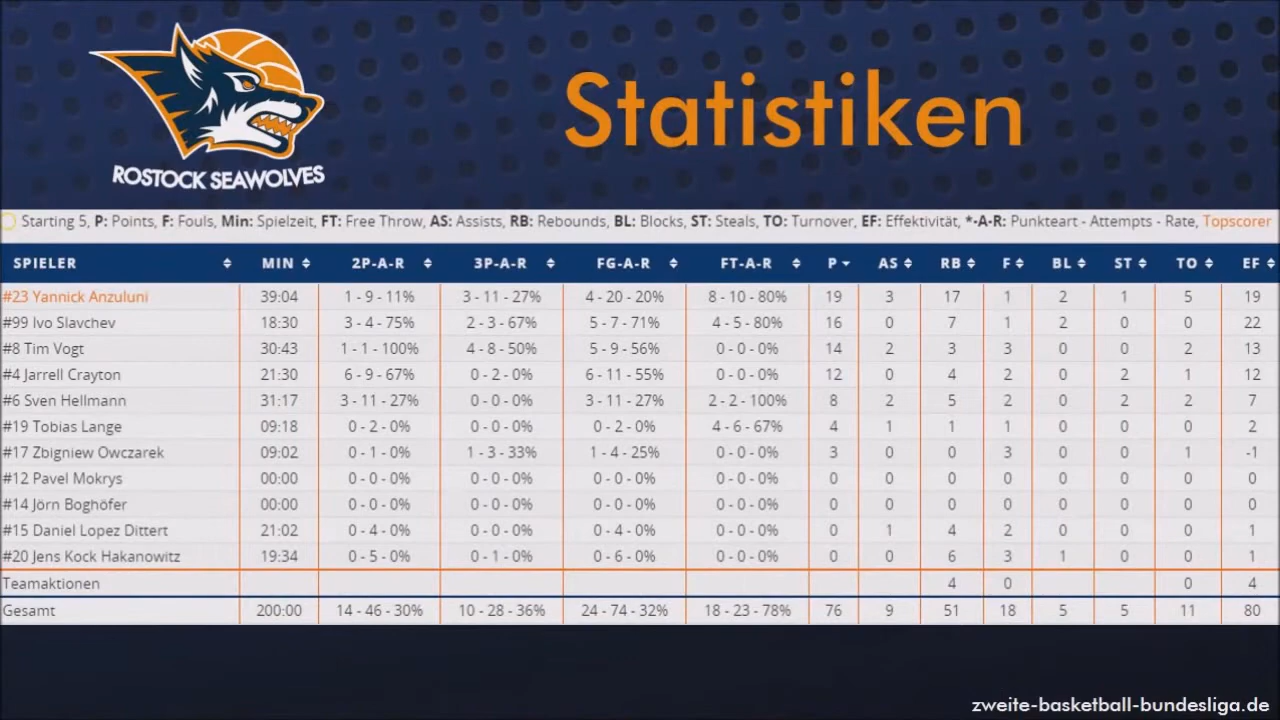 Statistiken
ROSTOCK SEAWOLVES
Starting 5, P: Points, F: Fouls, Min: Spielzeit, FT: Free Throw, AS: Assists, RB: Rebounds, BL: Blocks, ST: Steals, TO: Turnover, EF: Effektivität, *-A-R: Punkteart - Attempts - Rate, Topscorer
SPIELER MIN 2P-A-R 3P-A-R FG-A-R FT-A-R P AS RB F BL ST TO EF
#23 Yannick Anzuluni 39:04 1 - 9 - 11% 3 - 11 - 27% 4 - 20 - 20% 8 - 10 - 80% 19 3 17 1 2 1 5 19
#99 Ivo Slavchev 18:30 3 - 4 - 75% 2 - 3 - 67% 5 - 7 - 71% 4 - 5 - 80% 16 0 7 1 2 0 0 22
#8 Tim Vogt 30:43 1 - 1 - 100% 4 - 8 - 50% 5 - 9 - 56% 0 - 0 - 0% 14 2 3 3 0 0 2 13
#4 Jarrell Crayton 21:30 6 - 9 - 67% 0 - 2 - 0% 6 - 11 - 55% 0 - 0 - 0% 12 0 4 2 0 2 1 12
#6 Sven Hellmann 31:17 3 - 11 - 27% 0 - 0 - 0% 3 - 11 - 27% 2 - 2 - 100% 8 2 5 2 0 2 2 7
#19 Tobias Lange 09:18 0 - 2 - 0% 0 - 0 - 0% 0 - 2 - 0% 4 - 6 - 67% 4 1 1 1 0 0 0 2
#17 Zbigniew Owczarek 09:02 0 - 1 - 0% 1 - 3 - 33% 1 - 4 - 25% 0 - 0 - 0% 3 0 0 3 0 0 1 -1
#12 Pavel Mokrys 00:00 0 - 0 - 0% 0 - 0 - 0% 0 - 0 - 0% 0 - 0 - 0% 0 0 0 0 0 0 0 0
#14 Jörn Boghöfer 00:00 0 - 0 - 0% 0 - 0 - 0% 0 - 0 - 0% 0 - 0 - 0% 0 0 0 0 0 0 0 0
#15 Daniel Lopez Dittert 21:02 0 - 4 - 0% 0 - 0 - 0% 0 - 4 - 0% 0 - 0 - 0% 0 1 4 2 0 0 0 1
#20 Jens Kock Hakanowitz 19:34 0 - 5 - 0% 0 - 1 - 0% 0 - 6 - 0% 0 - 0 - 0% 0 0 6 3 1 0 0 1
Teamaktionen 4 0 0 4
Gesamt 200:00 14 - 46 - 30% 10 - 28 - 36% 24 - 74 - 32% 18 - 23 - 78% 76 9 51 18 5 5 11 80
zweite-basketball-bundesliga.de